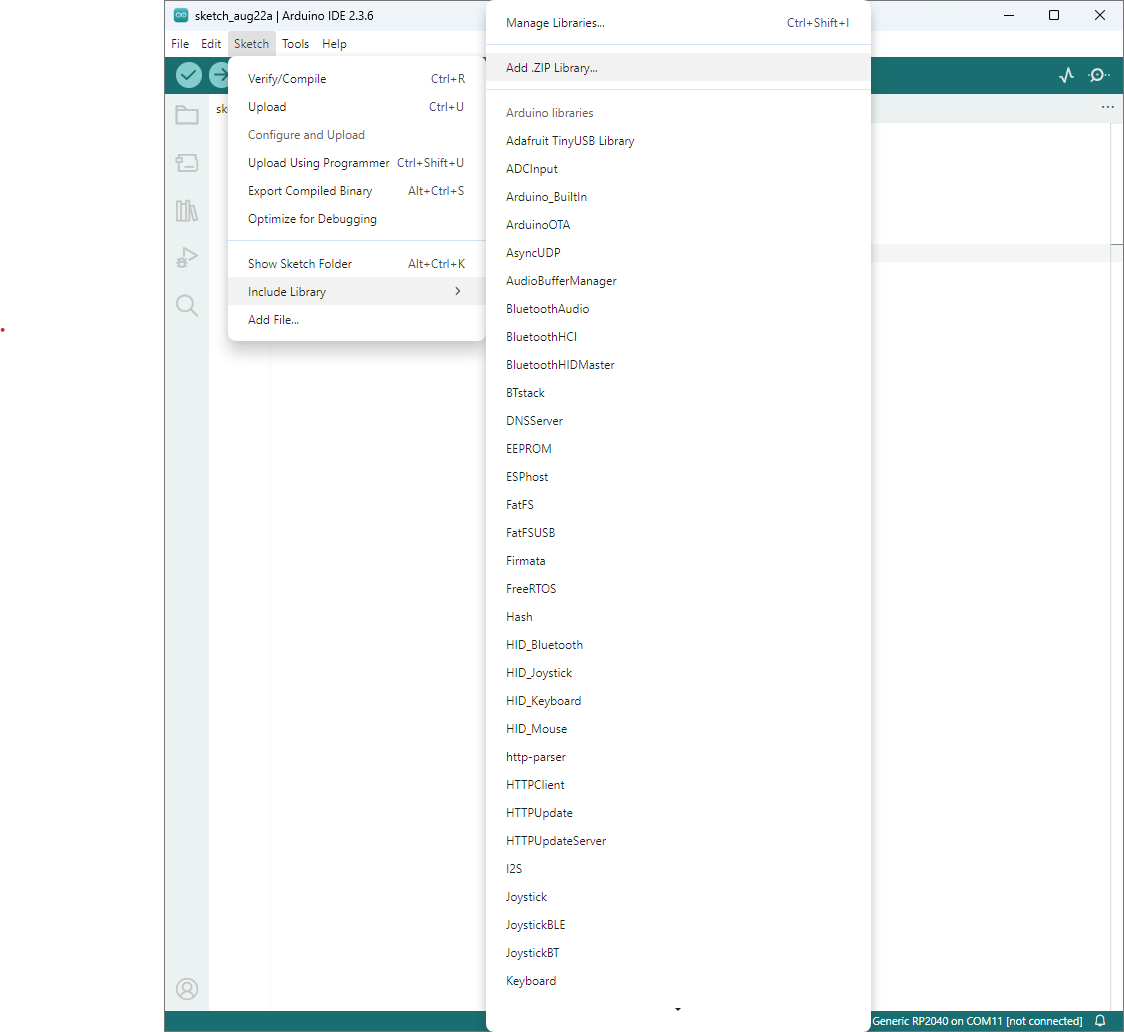 sketch_aug22a | Arduino IDE 2.3.6
File Edit Sketch Tools Help
Verify/Compile Ctrl+R
Upload Ctrl+U
Configure and Upload
Upload Using Programmer Ctrl+Shift+U
Export Compiled Binary Alt+Ctrl+S
Optimize for Debugging
Show Sketch Folder Alt+Ctrl+K
Include Library
Add File...
Manage Libraries... Ctrl+Shift+I
Add .ZIP Library...
Arduino libraries
Adafruit TinyUSB Library
ADCInput
Arduino_BuiltIn
ArduinoOTA
AsyncUDP
AudioBufferManager
BluetoothAudio
BluetoothHCI
BluetoothHIDMaster
BTstack
DNSServer
EEPROM
ESPhost
FatFS
FatFSUSB
Firmata
FreeRTOS
Hash
HID_Bluetooth
HID_Joystick
HID_Keyboard
HID_Mouse
http-parser
HTTPClient
HTTPUpdate
HTTPUpdateServer
I2S
Joystick
JoystickBLE
JoystickBT
Keyboard
Generic RP2040 on COM11 [not connected]